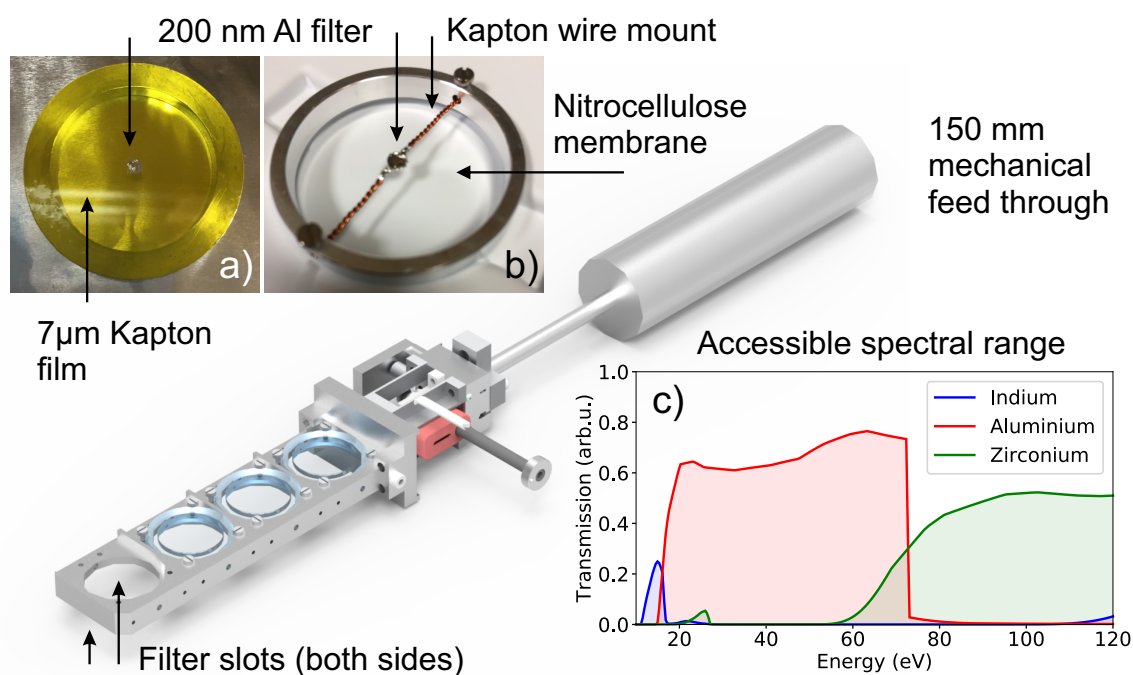 200 nm Al filter
Kapton wire mount
Nitrocellulose
membrane
150 mm
mechanical
feed through
a)
b)
7µm Kapton
film
Accessible spectral range
c)
Indium
Aluminium
Zirconium
Transmission (arb.u.)
1.0
0.8
0.6
0.4
0.2
0.0
20
40
60
80
100
120
Energy (eV)
Filter slots (both sides)